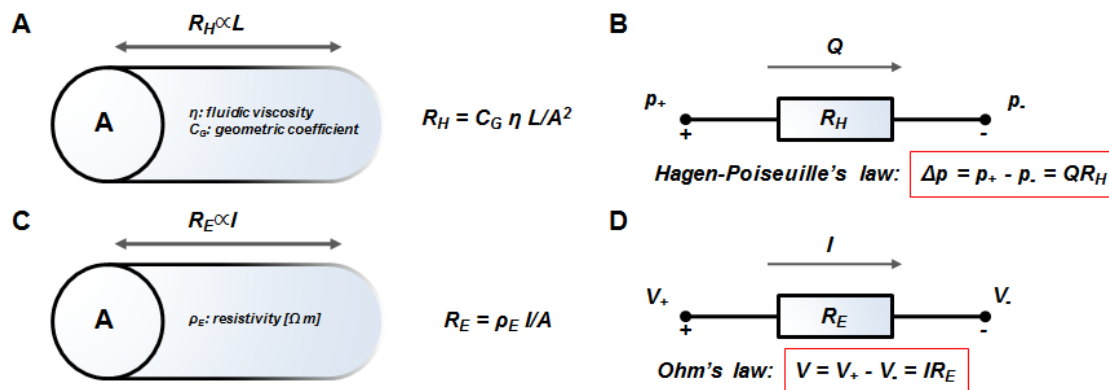 A
R_H∝L
A
η: fluidic viscosity
C_G: geometric coefficient
R_H = C_G η L/A²
B
Q
p₊
p₋
R_H
+
-
Hagen-Poiseuille's law: Δp = p₊ - p₋ = QR_H
C
R_E∝l
A
ρ_E: resistivity [Ω m]
R_E = ρ_E l/A
D
I
V₊
V₋
R_E
+
-
Ohm's law: V = V₊ - V₋ = IR_E